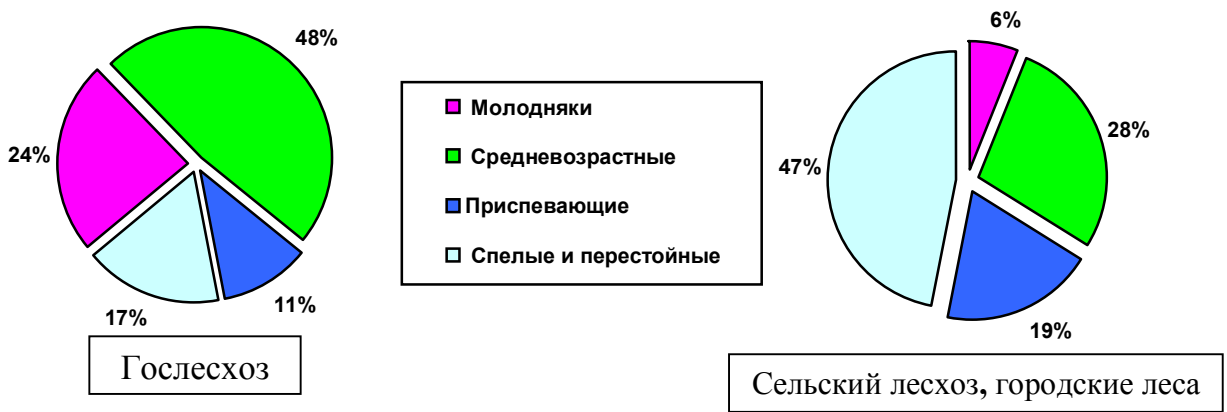 48%
24%
17%
11%
Гослесхоз
Молодняки
Средневозрастные
Приспевающие
Спелые и перестойные
6%
28%
47%
19%
Сельский лесхоз, городские леса